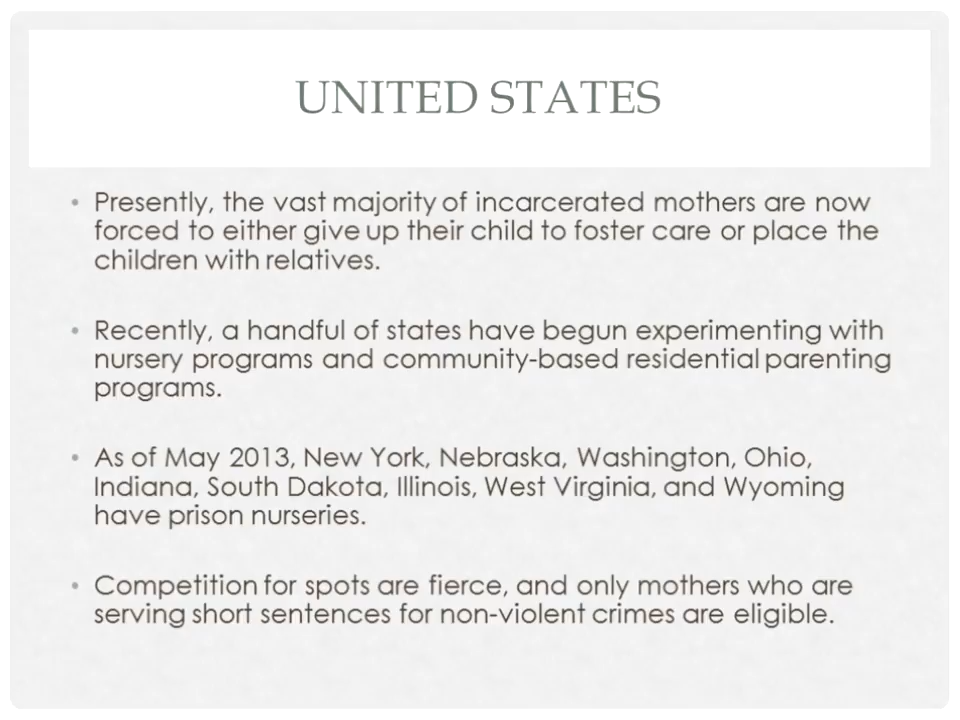 UNITED STATES
• Presently, the vast majority of incarcerated mothers are now
forced to either give up their child to foster care or place the
children with relatives.
• Recently, a handful of states have begun experimenting with
nursery programs and community-based residential parenting
programs.
• As of May 2013, New York, Nebraska, Washington, Ohio,
Indiana, South Dakota, Illinois, West Virginia, and Wyoming
have prison nurseries.
• Competition for spots are fierce, and only mothers who are
serving short sentences for non-violent crimes are eligible.